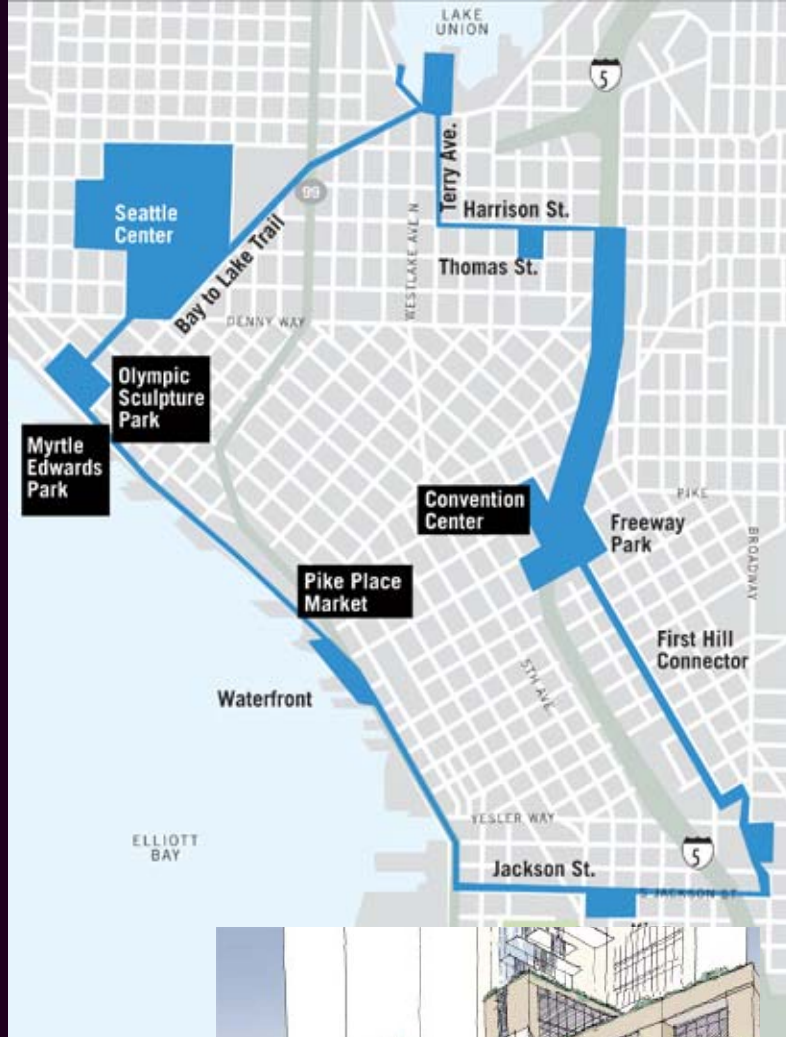 LAKE
UNION
5
Terry Ave.
99
Harrison St.
Seattle
Center
WESTLAKE AVE N
Thomas St.
Bay to Lake Trail
DENNY WAY
Olympic
Sculpture
Park
Myrtle
Edwards
Park
Convention
Center
PIKE
Freeway
Park
BROADWAY
Pike Place
Market
First Hill
Connector
5TH AVE.
Waterfront
YESLER WAY
ELLIOTT
BAY
5
Jackson St.
S JACKSON ST.